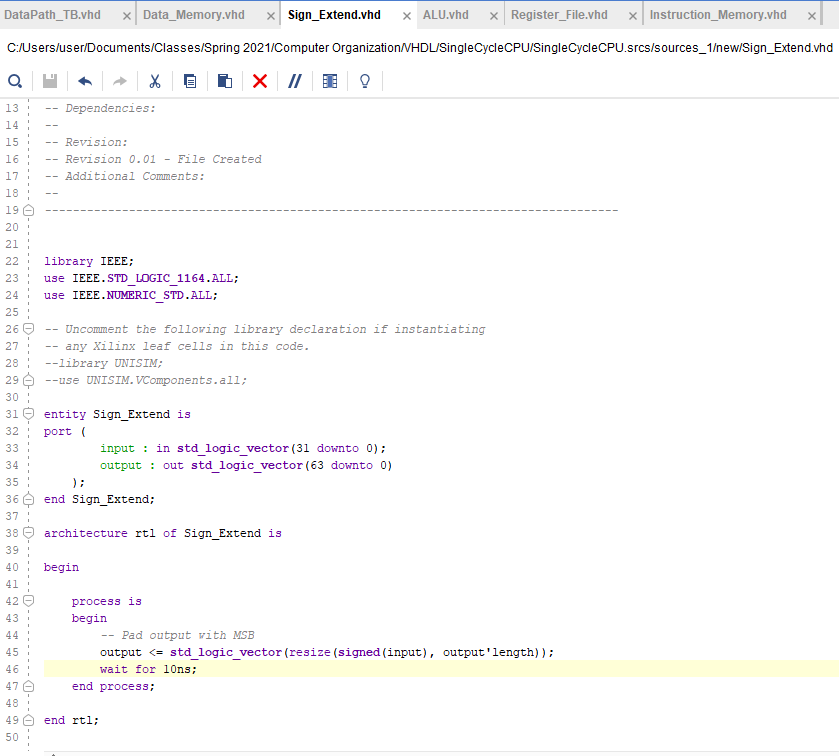 DataPath_TB.vhd × Data_Memory.vhd × Sign_Extend.vhd × ALU.vhd × Register_File.vhd × Instruction_Memory.vhd ×
C:/Users/user/Documents/Classes/Spring 2021/Computer Organization/VHDL/SingleCycleCPU/SingleCycleCPU.srcs/sources_1/new/Sign_Extend.vhd
13 -- Dependencies:
14 --
15 -- Revision:
16 -- Revision 0.01 - File Created
17 -- Additional Comments:
18 --
19 ----------------------------------------------------------------------------------
20
21
22 library IEEE;
23 use IEEE.STD_LOGIC_1164.ALL;
24 use IEEE.NUMERIC_STD.ALL;
25
26 -- Uncomment the following library declaration if instantiating
27 -- any Xilinx leaf cells in this code.
28 --library UNISIM;
29 --use UNISIM.VComponents.all;
30
31 entity Sign_Extend is
32 port (
33 input : in std_logic_vector(31 downto 0);
34 output : out std_logic_vector(63 downto 0)
35 );
36 end Sign_Extend;
37
38 architecture rtl of Sign_Extend is
39
40 begin
41
42 process is
43 begin
44 -- Pad output with MSB
45 output <= std_logic_vector(resize(signed(input), output'length));
46 wait for 10ns;
47 end process;
48
49 end rtl;
50